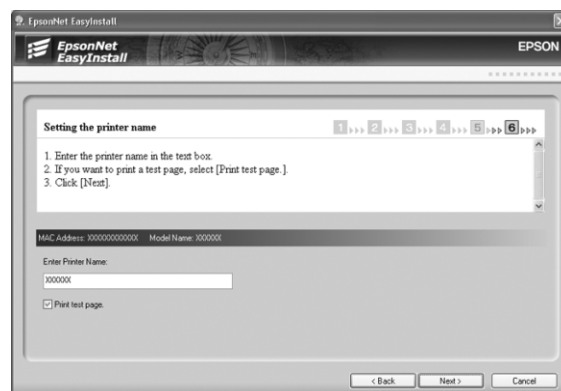 EpsonNet EasyInstall
EpsonNet
EasyInstall
EPSON
Setting the printer name
1 2 3 4 5 6
1. Enter the printer name in the text box.
2. If you want to print a test page, select [Print test page.].
3. Click [Next].
MAC Address: XXXXXXXXXXXX Model Name: XXXXXX
Enter Printer Name:
XXXXXX
Print test page.
< Back Next > Cancel